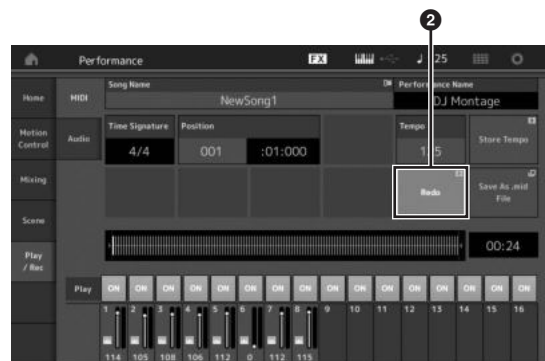 2
Performance
FX
25
Home
MIDI
Song Name
NewSong1
Performance Name
DJ Montage
Motion Control
Audio
Time Signature
4/4
Position
001 :01:000
Tempo
Store Tempo
Mixing
Redo
Save As .mid File
Scene
00:24
Play / Rec
Play
ON ON ON ON ON ON ON ON ON ON ON ON ON ON ON ON
1 2 3 4 5 6 7 8 9 10 11 12 13 14 15 16
114 105 108 106 112 0 112 115